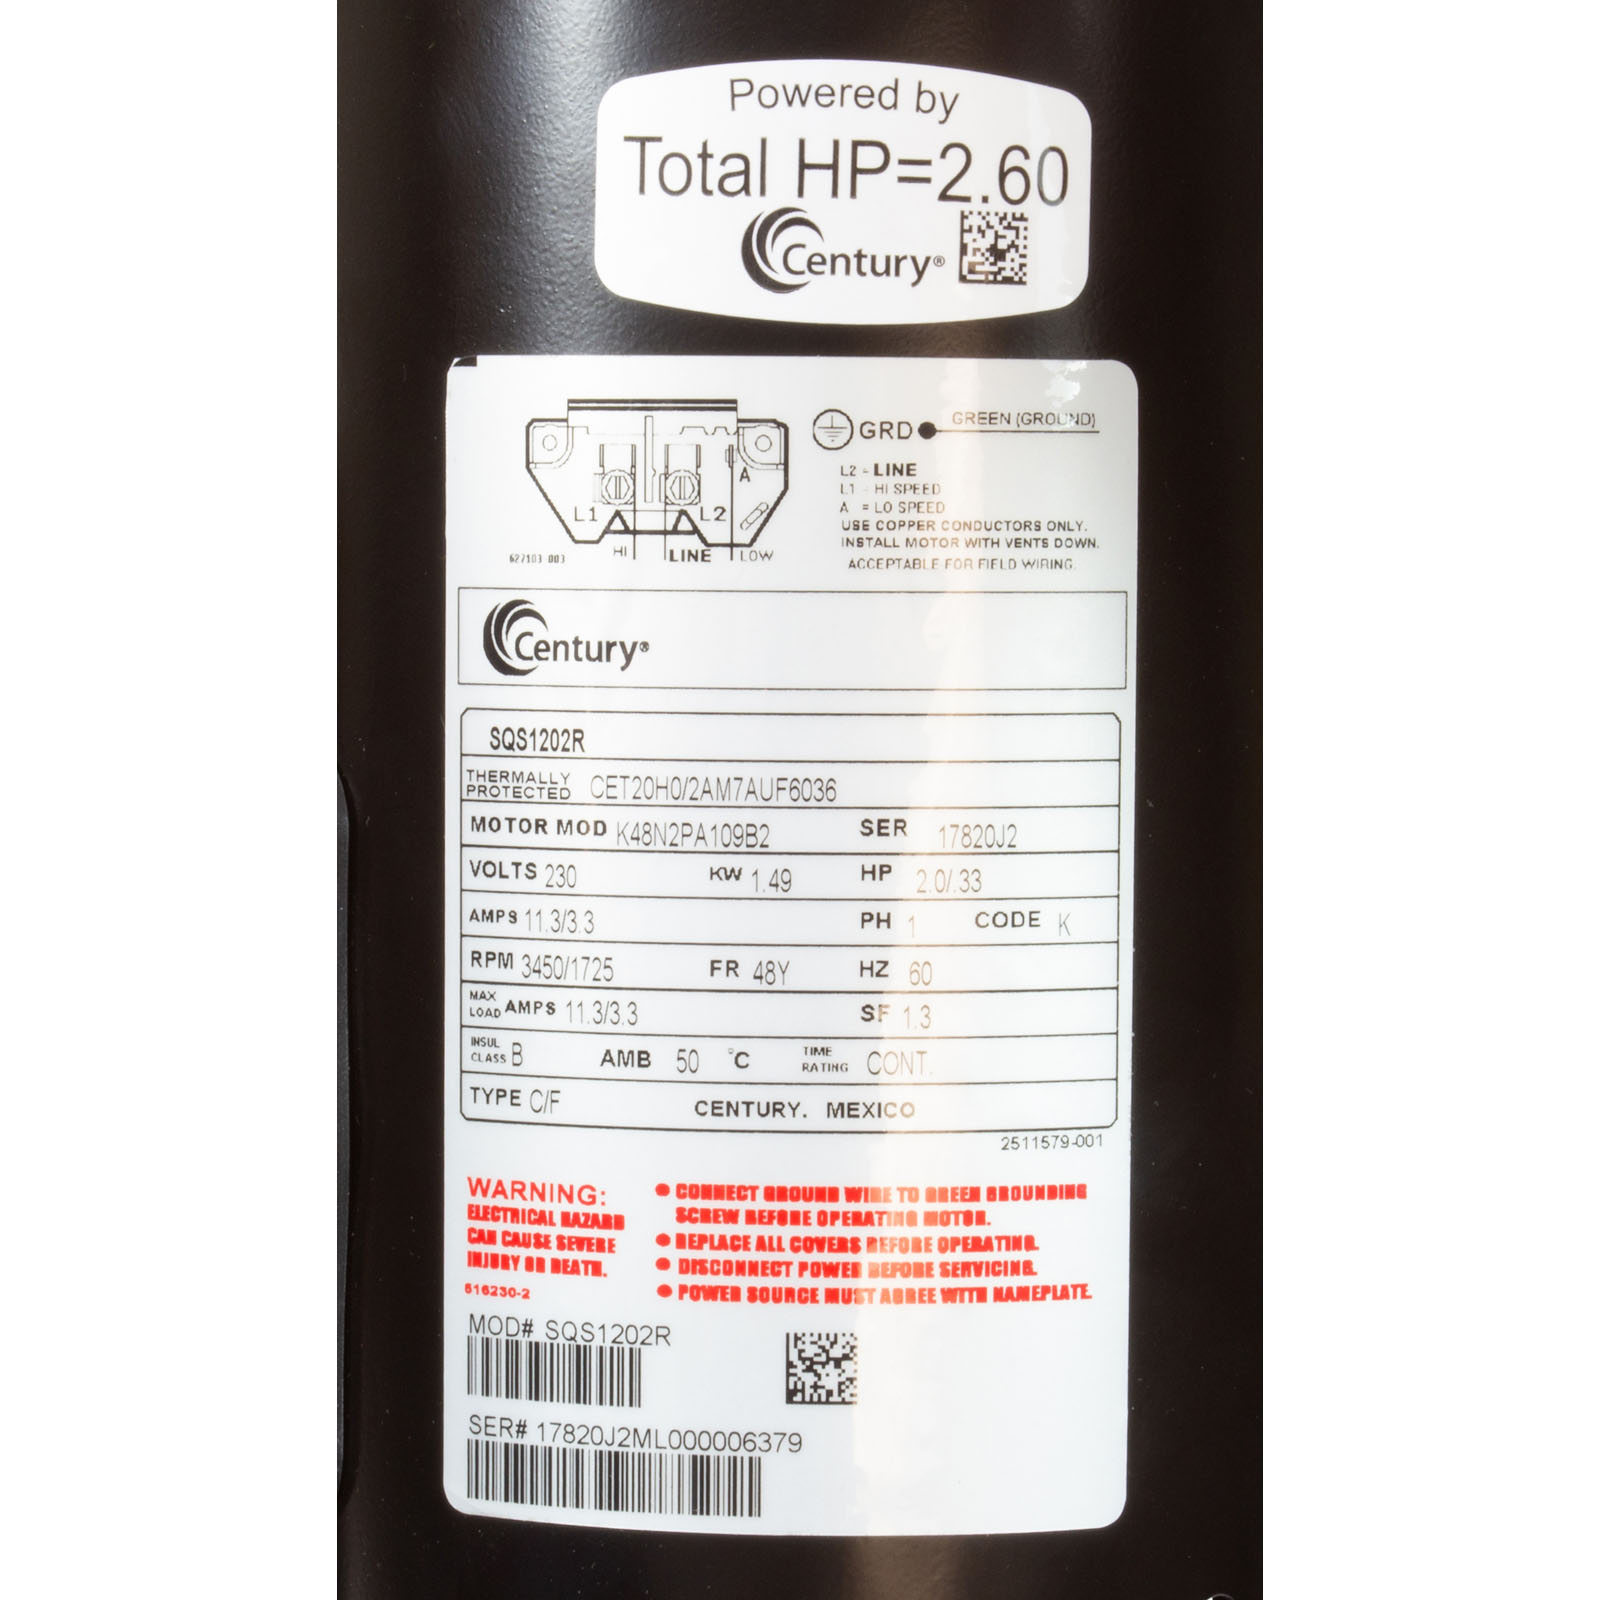 Powered by
Total HP=2.60
Century®
GRD GREEN (GROUND)
L2 - LINE
L1 - HI SPEED
A = LO SPEED
USE COPPER CONDUCTORS ONLY.
INSTALL MOTOR WITH VENTS DOWN.
ACCEPTABLE FOR FIELD WIRING.
A
L1 L2
627103 003 HI LINE LOW
Century®
SQS1202R
THERMALLY PROTECTED CET20H0/2AM7AUF6036
MOTOR MOD K48N2PA109B2 SER 17820J2
VOLTS 230 KW 1.49 HP 2.0/.33
AMPS 11.3/3.3 PH 1 CODE K
RPM 3450/1725 FR 48Y HZ 60
MAX LOAD AMPS 11.3/3.3 SF 1.3
INSUL CLASS B AMB 50 °C TIME RATING CONT.
TYPE C/F CENTURY. MEXICO
2511579-001
WARNING:
ELECTRICAL HAZARD
CAN CAUSE SEVERE
INJURY OR DEATH.
616230-2
● CONNECT GROUND WIRE TO GREEN GROUNDING
SCREW BEFORE OPERATING MOTOR.
● REPLACE ALL COVERS BEFORE OPERATING.
● DISCONNECT POWER BEFORE SERVICING.
● POWER SOURCE MUST AGREE WITH NAMEPLATE.
MOD# SQS1202R
SER# 17820J2ML000006379